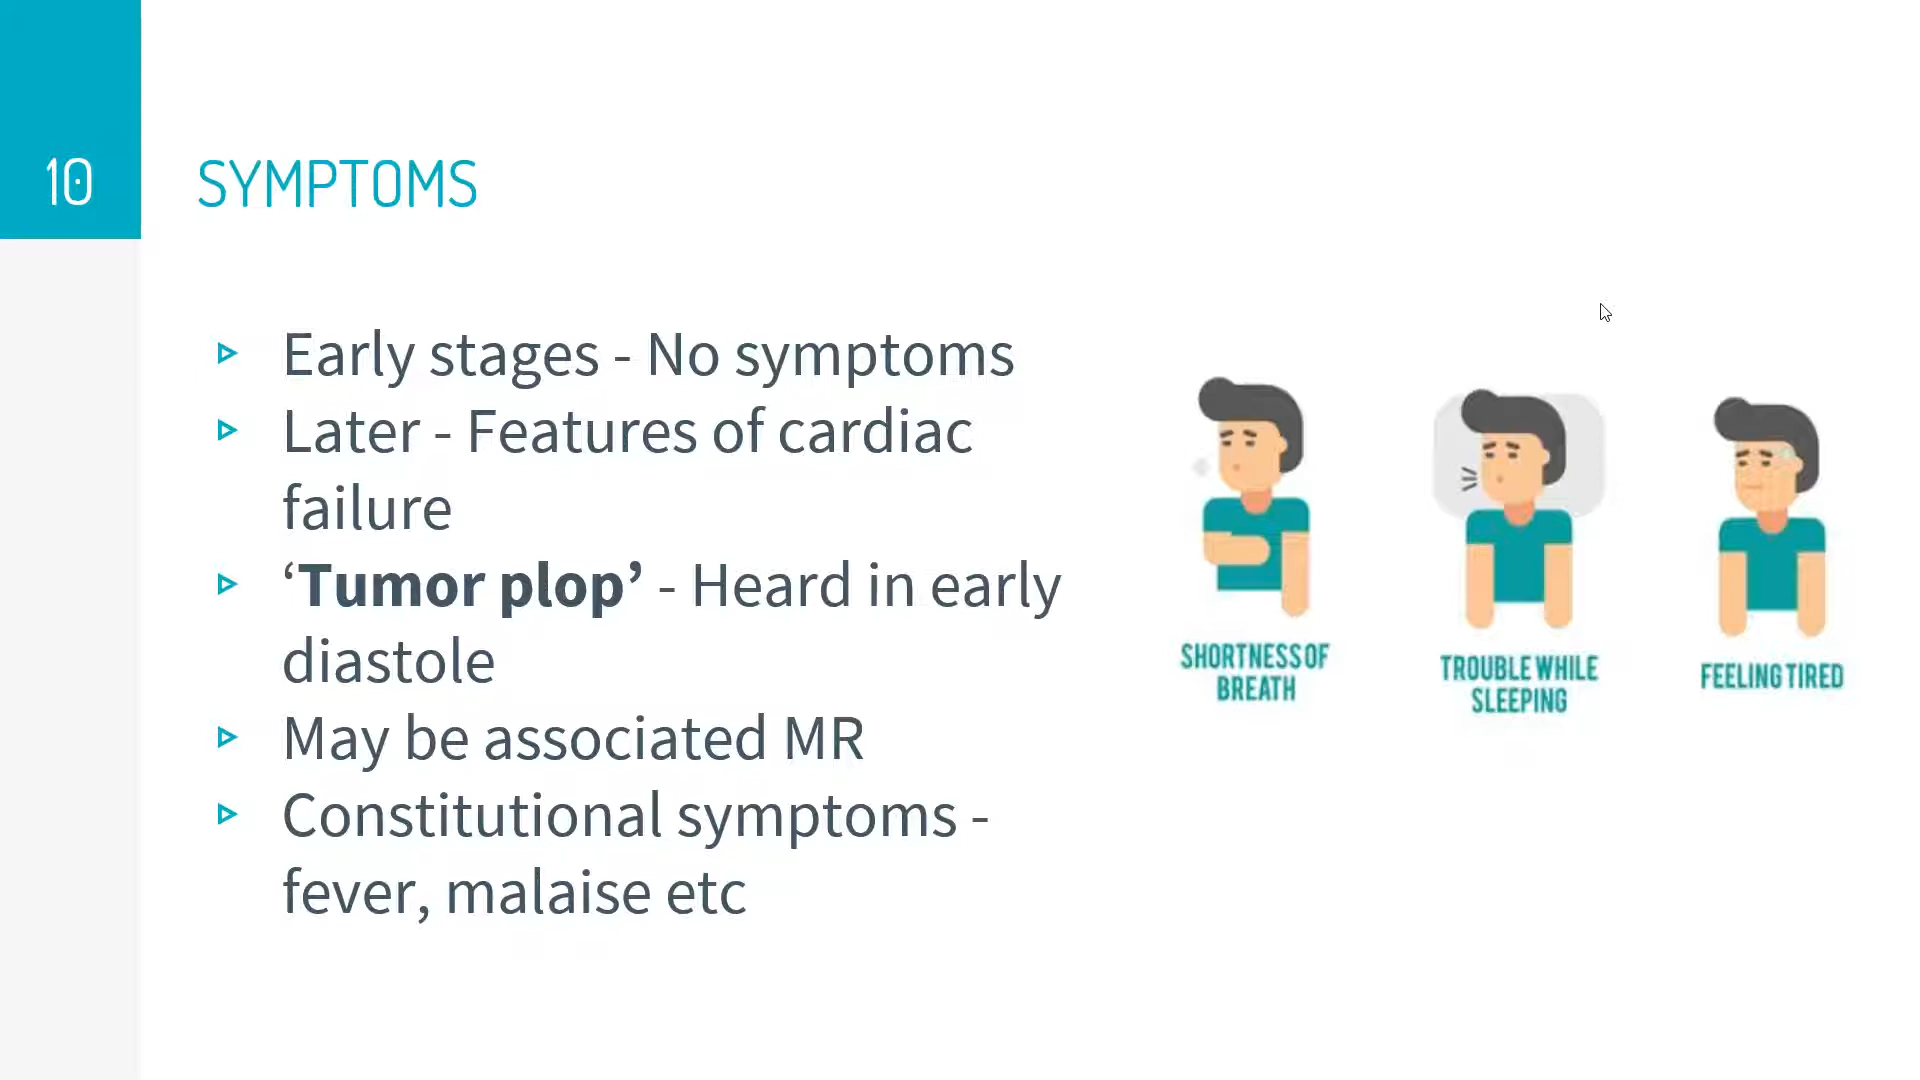 10
SYMPTOMS
Early stages - No symptoms
Later - Features of cardiac
failure
‘Tumor plop’ - Heard in early
diastole
May be associated MR
Constitutional symptoms -
fever, malaise etc
SHORTNESS OF
BREATH
TROUBLE WHILE
SLEEPING
FEELING TIRED